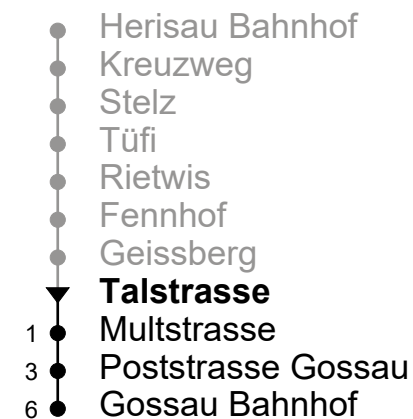 Herisau Bahnhof
Kreuzweg
Stelz
Tüfi
Rietwis
Fennhof
Geissberg
Talstrasse
1 Multstrasse
3 Poststrasse Gossau
6 Gossau Bahnhof